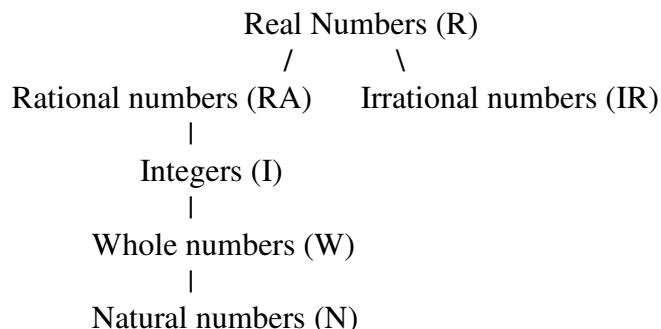 Real Numbers (R)
/ \
Rational numbers (RA) Irrational numbers (IR)
|
Integers (I)
|
Whole numbers (W)
|
Natural numbers (N)